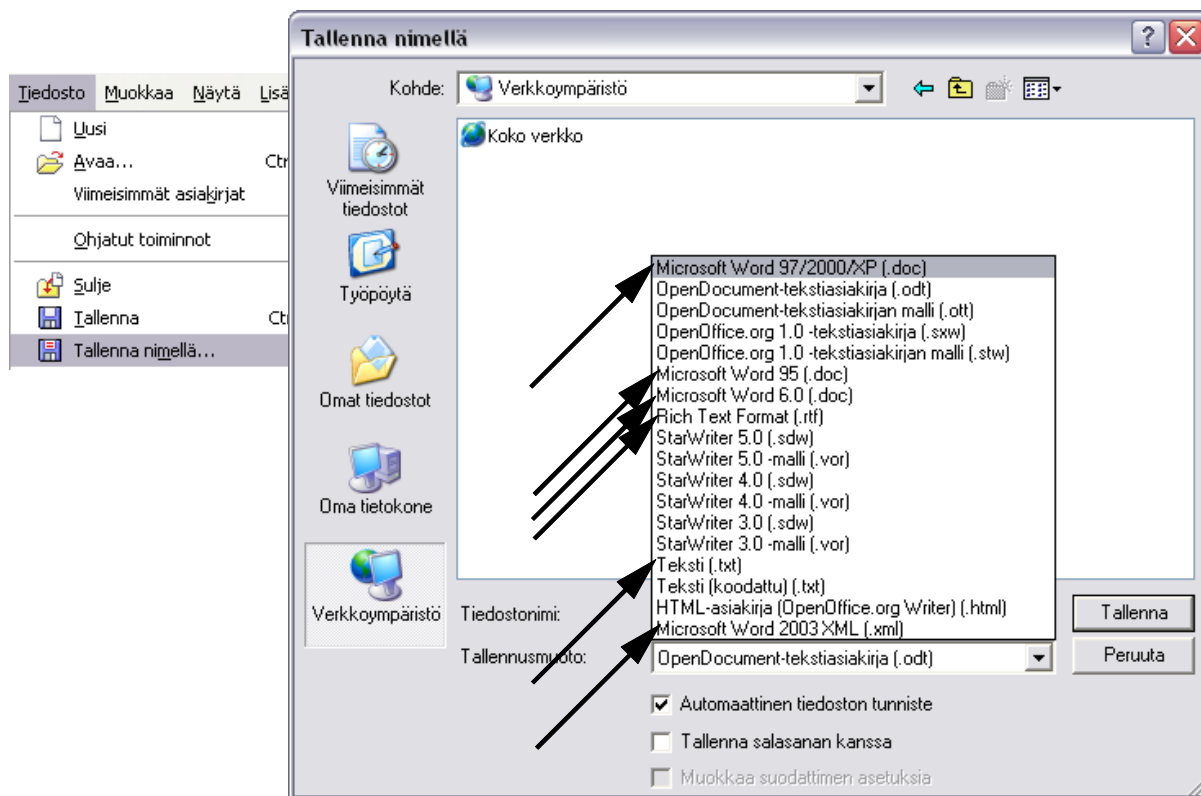 Tiedosto Muokkaa Näytä Lisä
Uusi
Avaa... Ctr
Viimeisimmät asiakirjat
Ohjatut toiminnot
Sulje
Tallenna Ct
Tallenna nimellä...
Tallenna nimellä
Kohde: Verkkoympäristö
Koko verkko
Viimeisimmät
tiedostot
Työpöytä
Omat tiedostot
Oma tietokone
Verkkoympäristö
Microsoft Word 97/2000/XP (.doc)
OpenDocument-tekstiasiakirja (.odt)
OpenDocument-tekstiasiakirjan malli (.ott)
OpenOffice.org 1.0 -tekstiasiakirja (.sxw)
OpenOffice.org 1.0 -tekstiasiakirjan malli (.stw)
Microsoft Word 95 (.doc)
Microsoft Word 6.0 (.doc)
Rich Text Format (.rtf)
StarWriter 5.0 (.sdw)
StarWriter 5.0 -malli (.vor)
StarWriter 4.0 (.sdw)
StarWriter 4.0 -malli (.vor)
StarWriter 3.0 (.sdw)
StarWriter 3.0 -malli (.vor)
Teksti (.txt)
Teksti (koodattu) (.txt)
HTML-asiakirja (OpenOffice.org Writer) (.html)
Microsoft Word 2003 XML (.xml)
Tiedostonimi: Tallenna
Tallennusmuoto: OpenDocument-tekstiasiakirja (.odt) Peruuta
Automaattinen tiedoston tunniste
Tallenna salasanan kanssa
Muokkaa suodattimen asetuksia